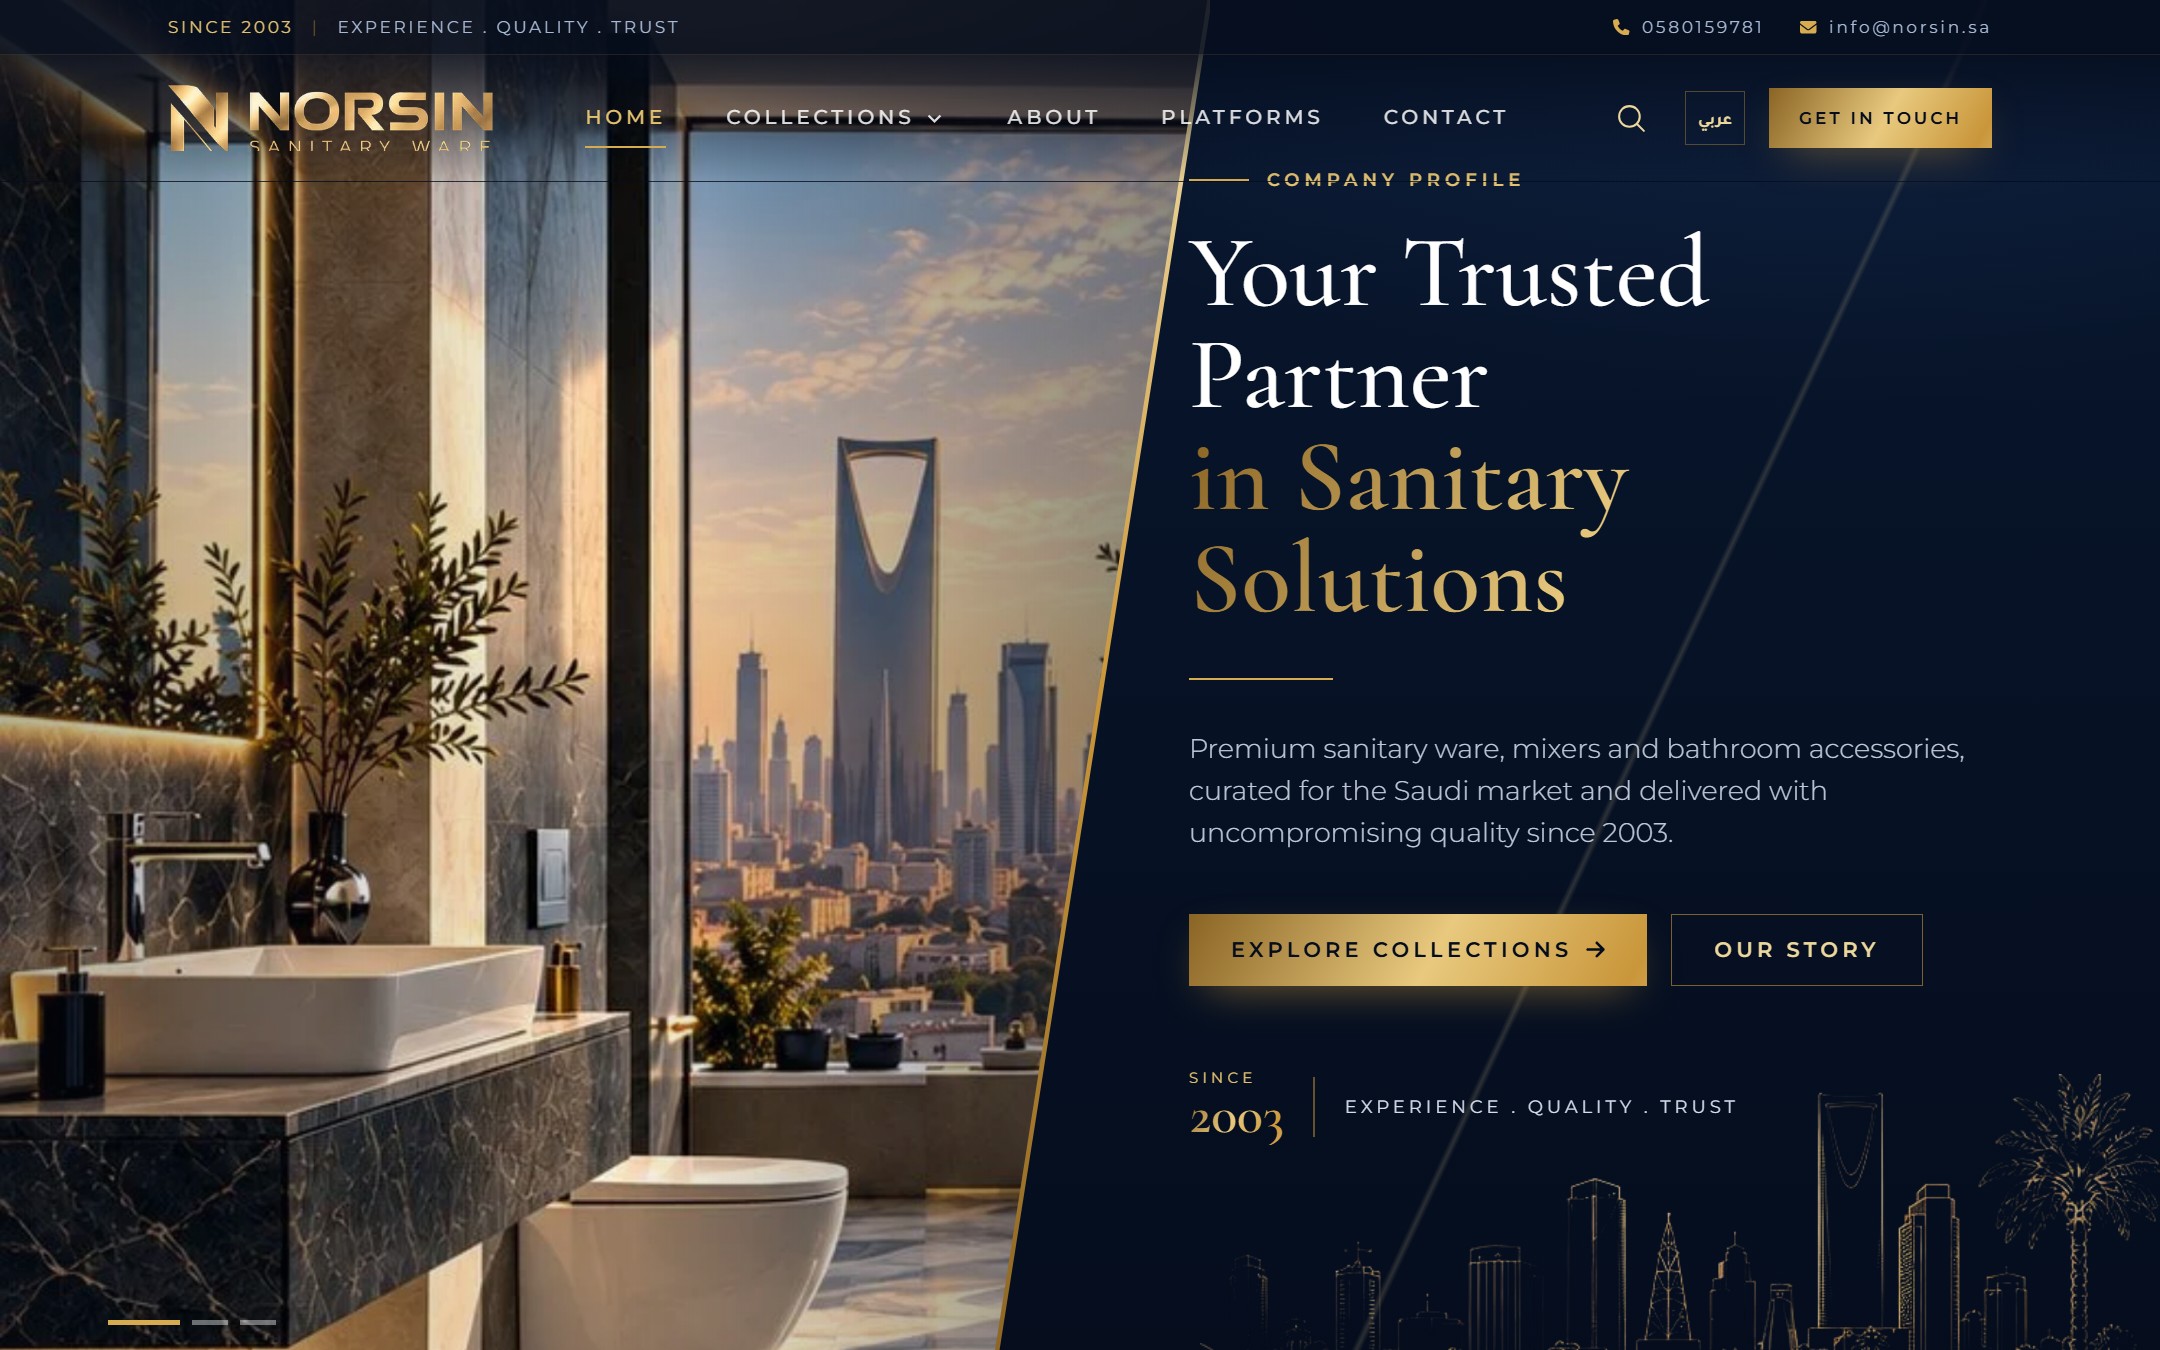 SINCE 2003 | EXPERIENCE . QUALITY . TRUST
0580159781
info@norsin.sa
NORSIN
SANITARY WARE
HOME
COLLECTIONS
ABOUT
PLATFORMS
CONTACT
عربي
GET IN TOUCH
COMPANY PROFILE
Your Trusted
Partner
in Sanitary
Solutions
Premium sanitary ware, mixers and bathroom accessories,
curated for the Saudi market and delivered with
uncompromising quality since 2003.
EXPLORE COLLECTIONS →
OUR STORY
SINCE
2003
EXPERIENCE . QUALITY . TRUST